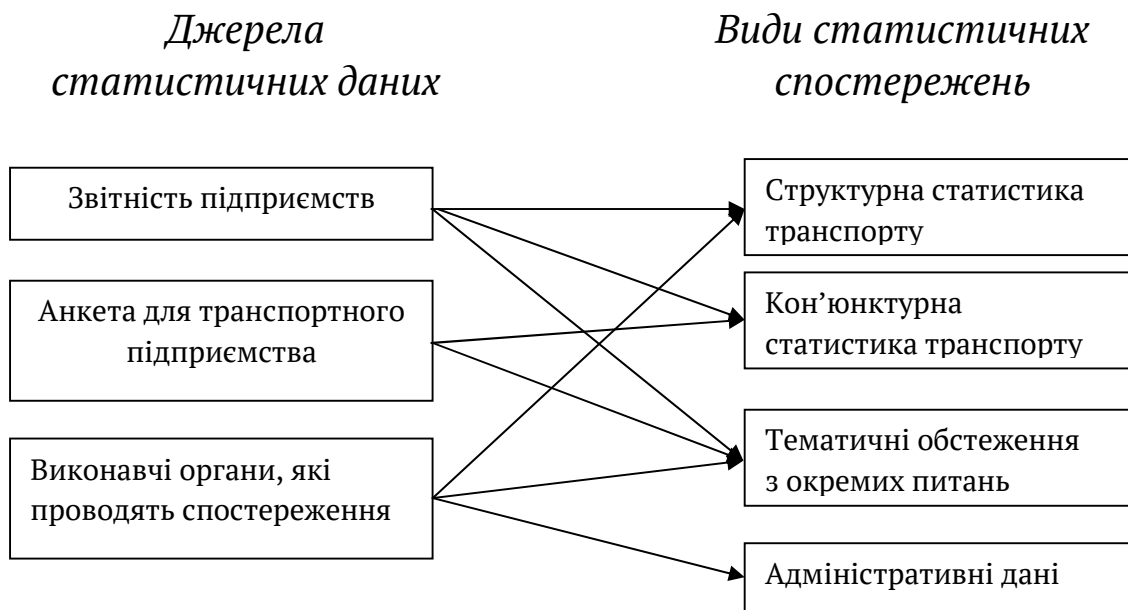 Джерела
статистичних даних
Види статистичних
спостережень
Звітність підприємств
Анкета для транспортного
підприємства
Виконавчі органи, які
проводять спостереження
Структурна статистика
транспорту
Кон’юнктурна
статистика транспорту
Тематичні обстеження
з окремих питань
Адміністративні дані